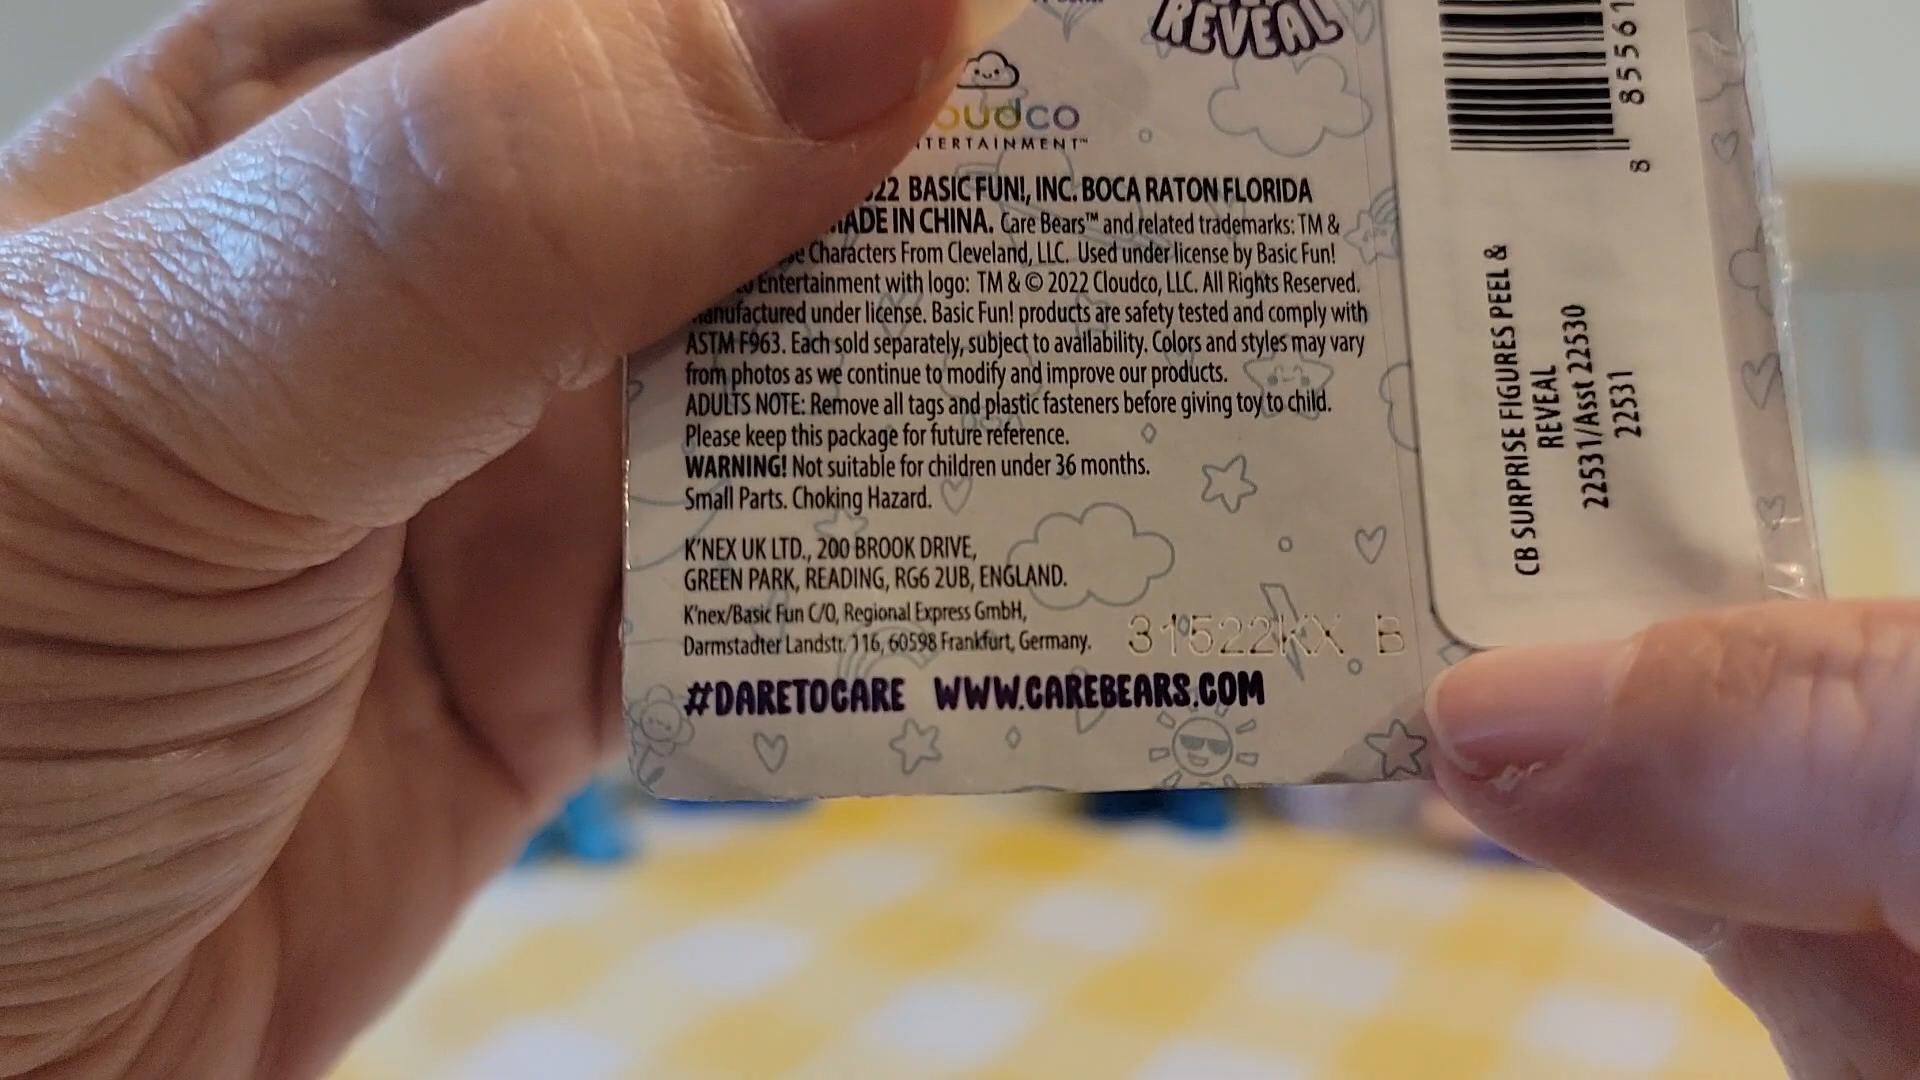 REVEAL
oudco
TERTAINMENT™
22 BASIC FUN!, INC. BOCA RATON FLORIDA
MADE IN CHINA. Care Bears™ and related trademarks: TM &
Characters From Cleveland, LLC. Used under license by Basic Fun!
Entertainment with logo: TM & © 2022 Cloudco, LLC. All Rights Reserved.
manufactured under license. Basic Fun! products are safety tested and comply with
ASTM F963. Each sold separately, subject to availability. Colors and styles may vary
from photos as we continue to modify and improve our products.
ADULTS NOTE: Remove all tags and plastic fasteners before giving toy to child.
Please keep this package for future reference.
WARNING! Not suitable for children under 36 months.
Small Parts. Choking Hazard.
K'NEX UK LTD., 200 BROOK DRIVE,
GREEN PARK, READING, RG6 2UB, ENGLAND.
K'nex/Basic Fun C/O, Regional Express GmbH,
Darmstadter Landstr. 116, 60598 Frankfurt, Germany.
31522KX B
#DARETOCARE WWW.CAREBEARS.COM
8 85561
CB SURPRISE FIGURES PEEL &
REVEAL
22531/Asst 22530
22531